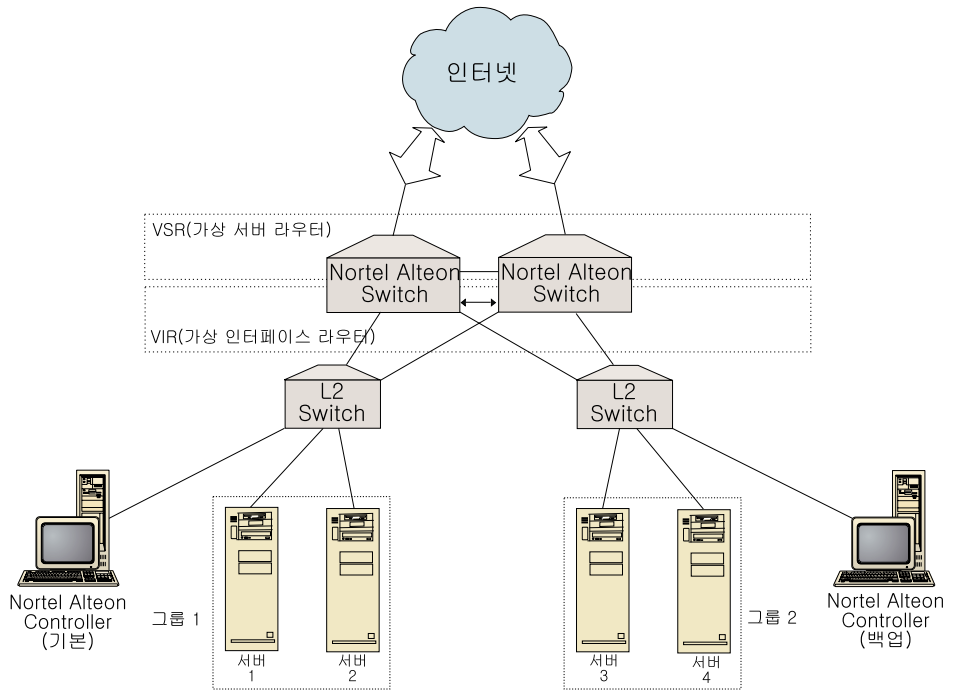 인터넷
VSR(가상 서버 라우터)
Nortel Alteon
Switch
Nortel Alteon
Switch
VIR(가상 인터페이스 라우터)
L2
Switch
L2
Switch
Nortel Alteon
Controller
(기본)
그룹 1
서버
1
서버
2
서버
3
서버
4
그룹 2
Nortel Alteon
Controller
(백업)